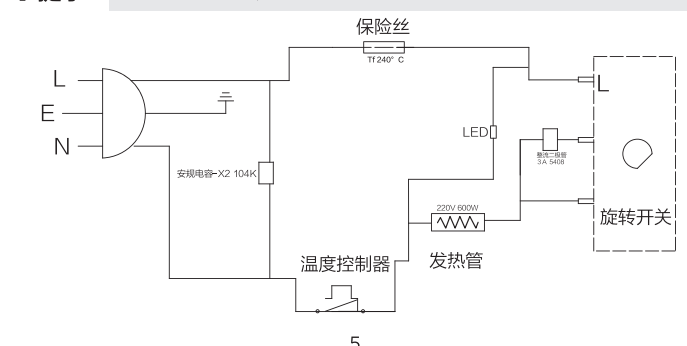 保险丝
Tf 240° C
L
E
N
L
LED
整流二极管
3A 5408
安规电容-X2 104K
220V 600W
旋转开关
温度控制器
发热管
5